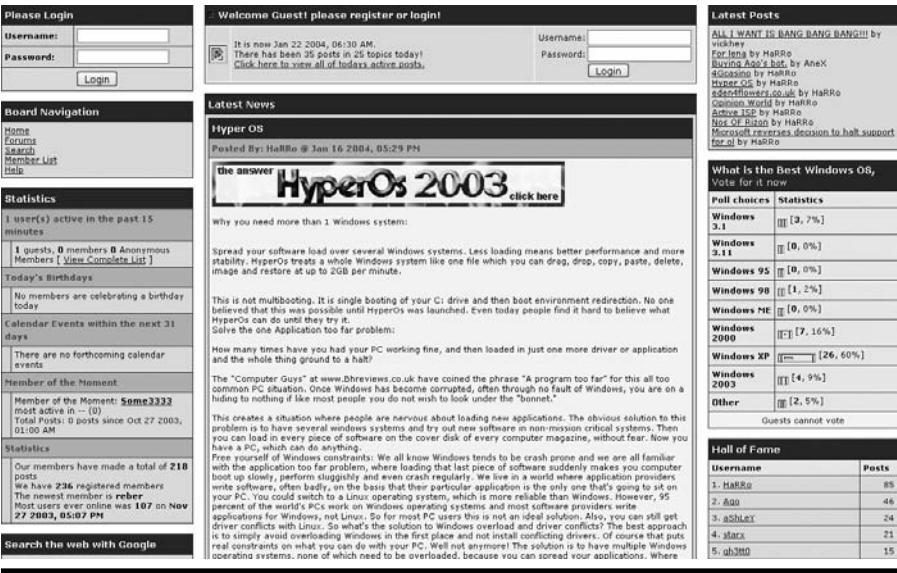 Please Login
Username:
Password:
Login
Board Navigation
Home
Forums
Search
Member List
Help
Statistics
1 user(s) active in the past 15
minutes
1 guests, 0 members 0 Anonymous
Members [ View Complete List ]
Today's Birthdays
No members are celebrating a birthday
today
Calendar Events within the next 31
days
There are no forthcoming calendar
events
Member of the Moment
Member of the Moment: Some3333
most active in -- (0)
Total Posts: 0 posts since Oct 27 2003,
01:00 AM
Statistics
Our members have made a total of 218
posts
We have 236 registered members
The newest member is reber
Most users ever online was 107 on Nov
27 2003, 05:07 PM
Search the web with Google
Welcome Guest! please register or login!
It is now Jan 22 2004, 06:30 AM.
There has been 35 posts in 25 topics today!
Click here to view all of todays active posts.
Username:
Password:
Login
Latest News
Hyper OS
Posted By: HaRRo @ Jan 16 2004, 05:29 PM
the answer
HyperOs 2003
click here
Why you need more than 1 Windows system:
Spread your software load over several Windows systems. Less loading means better performance and more
stability. HyperOs treats a whole Windows system like one file which you can drag, drop, copy, paste, delete,
image and restore at up to 2GB per minute.
This is not multibooting. It is single booting of your C: drive and then boot environment redirection. No one
believed that this was possible until HyperOs was launched. Even today people find it hard to believe what
HyperOs can do until they try it.
Solve the one Application too far problem:
How many times have you had your PC working fine, and then loaded in just one more driver or application
and the whole thing ground to a halt?
The "Computer Guys" at www.Bhreviews.co.uk have coined the phrase "A program too far" for this all too
common PC situation. Once Windows has become corrupted, often through no fault of Windows, you are on a
hiding to nothing if like most people you do not wish to look under the "bonnet."
This creates a situation where people are nervous about loading new applications. The obvious solution to this
problem is to have several windows systems and try out new software in non-mission critical systems. Then
you can load in every piece of software on the cover disk of every computer magazine, without fear. Now you
have a PC, which can do anything.
Free yourself of Windows constraints: We all know Windows tends to be crash prone and we are all familiar
with the application too far problem, where loading that last piece of software suddenly makes you computer
boot up slowly, perform sluggishly and even crash regularly. We live in a world where application providers
write software, often badly, on the basis that their particular application is the only one that's going to sit on
your PC. You could switch to a Linux operating system, which is more reliable than Windows. However, 95
percent of the world's PCs work on Windows operating systems and most software providers write
applications for Windows, not Linux. So for most PC users this is not an ideal solution. Also, you can still get
driver conflicts with Linux. So what's the solution to Windows overload and driver conflicts? The best approach
is to simply avoid overloading Windows in the first place and not install conflicting drivers. Of course that puts
real constraints on what you can do with your PC. Well not anymore! The solution is to have multiple Windows
operating systems, none of which need to be overloaded, because you can spread your applications. Where
Latest Posts
ALL I WANT IS BANG BANG BANG!!! by
vickhey
For lena by HaRRo
Buying Ago's bot, by AneX
4Gcasino by HaRRo
Hyper OS by HaRRo
eden4flowers.co.uk by HaRRo
Opinion World by HaRRo
Active ISP by HaRRo
Nos OF Rizon by HaRRo
Microsoft reverses decision to halt support
for ol by HaRRo
What is the Best Windows OS,
Vote for it now
Poll choices Statistics
Windows 3.1 [3, 7%]
Windows 3.11 [0, 0%]
Windows 95 [0, 0%]
Windows 98 [1, 2%]
Windows ME [0, 0%]
Windows 2000 [7, 16%]
Windows XP [26, 60%]
Windows 2003 [4, 9%]
Other [2, 5%]
Guests cannot vote
Hall of Fame
Username Posts
1. HaRRo 85
2. Ago 46
3. aShLeY 24
4. starx 21
5. gh3tt0 15